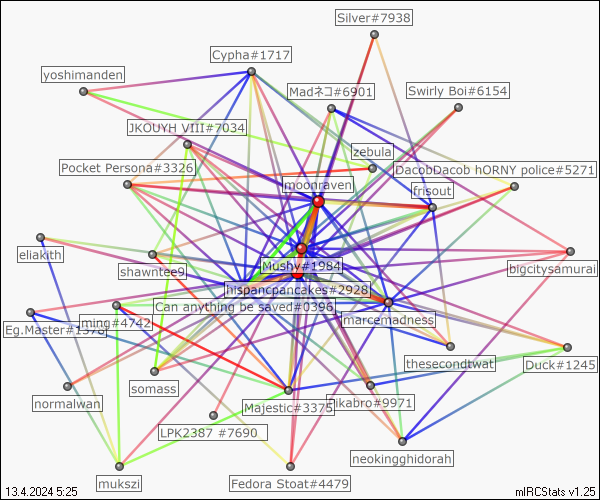 Silver#7938
Cypha#1717
yoshimanden
Madネコ#6901
Swirly Boi#6154
JKOUYH VIII#7034
zebula
Pocket Persona#3326
DacobDacob hORNY police#5271
moonraven
frisout
eliakith
shawntee9
Mushy#1984
bigcitysamurai
hispancpancakes#2928
Can anything be saved#0396
marcemadness
Eg.Master#1378
ming#4742
thesecondtwat
Duck#1245
somass
normalwan
Majestic#3375
Pikabro#9971
LPK2387 #7690
neokingghidorah
mukszi
Fedora Stoat#4479
13.4.2024 5:25
mIRCStats v1.25